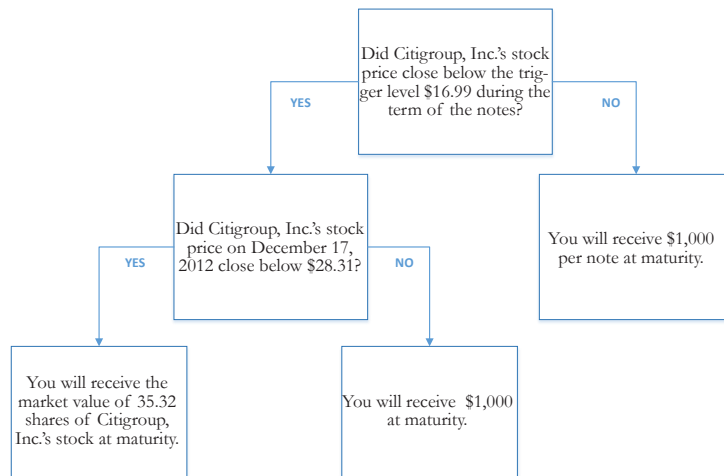 Did Citigroup, Inc.'s stock
price close below the trig-
ger level $16.99 during the
term of the notes?
YES
NO
Did Citigroup, Inc.'s stock
price on December 17,
2012 close below $28.31?
You will receive $1,000
per note at maturity.
YES
NO
You will receive the
market value of 35.32
shares of Citigroup,
Inc.'s stock at maturity.
You will receive $1,000
at maturity.